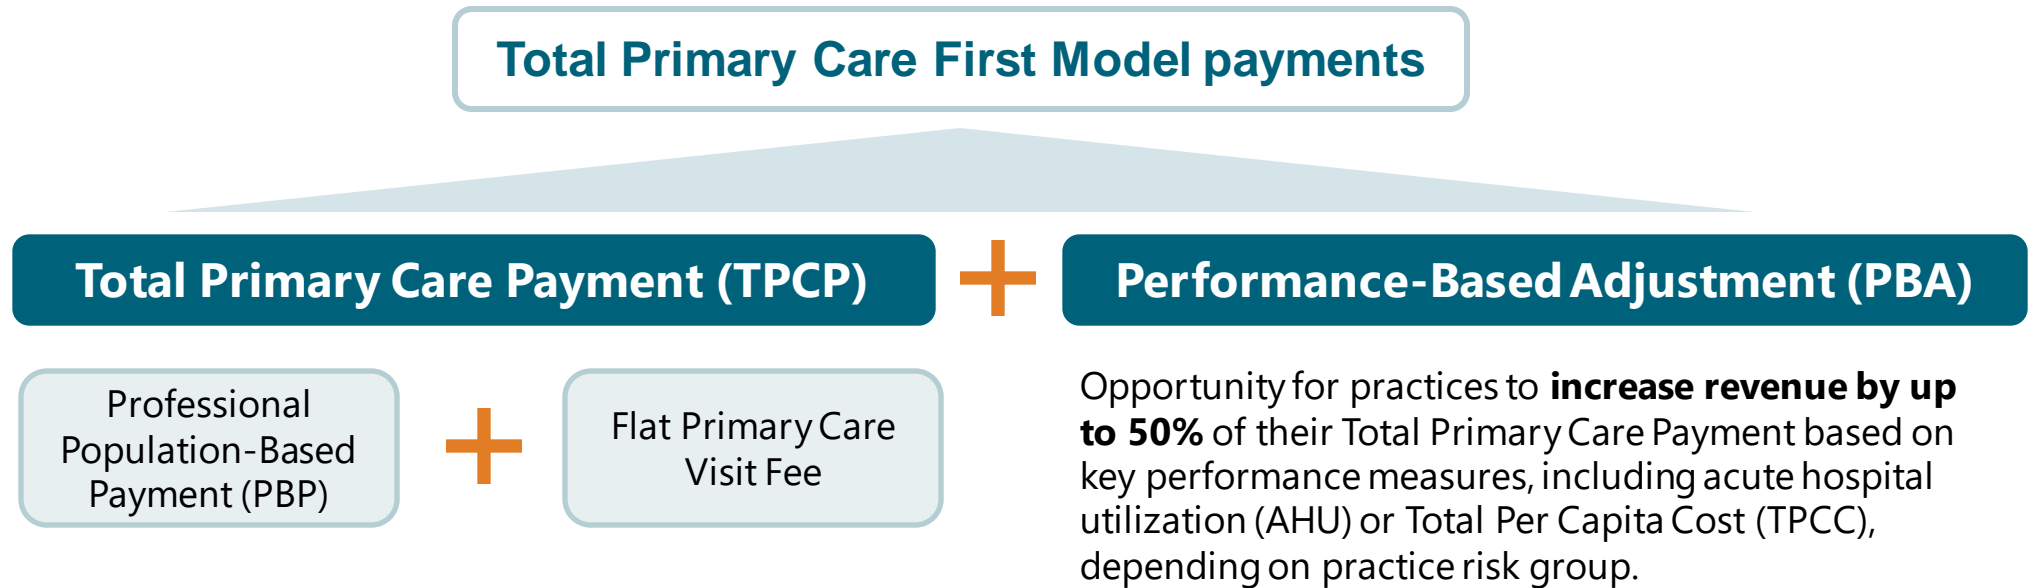 Total Primary Care First Model payments
Total Primary Care Payment (TPCP)
Performance-Based Adjustment (PBA)
Professional
Population-Based
Payment (PBP)
Flat Primary Care
Visit Fee
Opportunity for practices to increase revenue by up
to 50% of their Total Primary Care Payment based on
key performance measures, including acute hospital
utilization (AHU) or Total Per Capita Cost (TPCC),
depending on practice risk group.